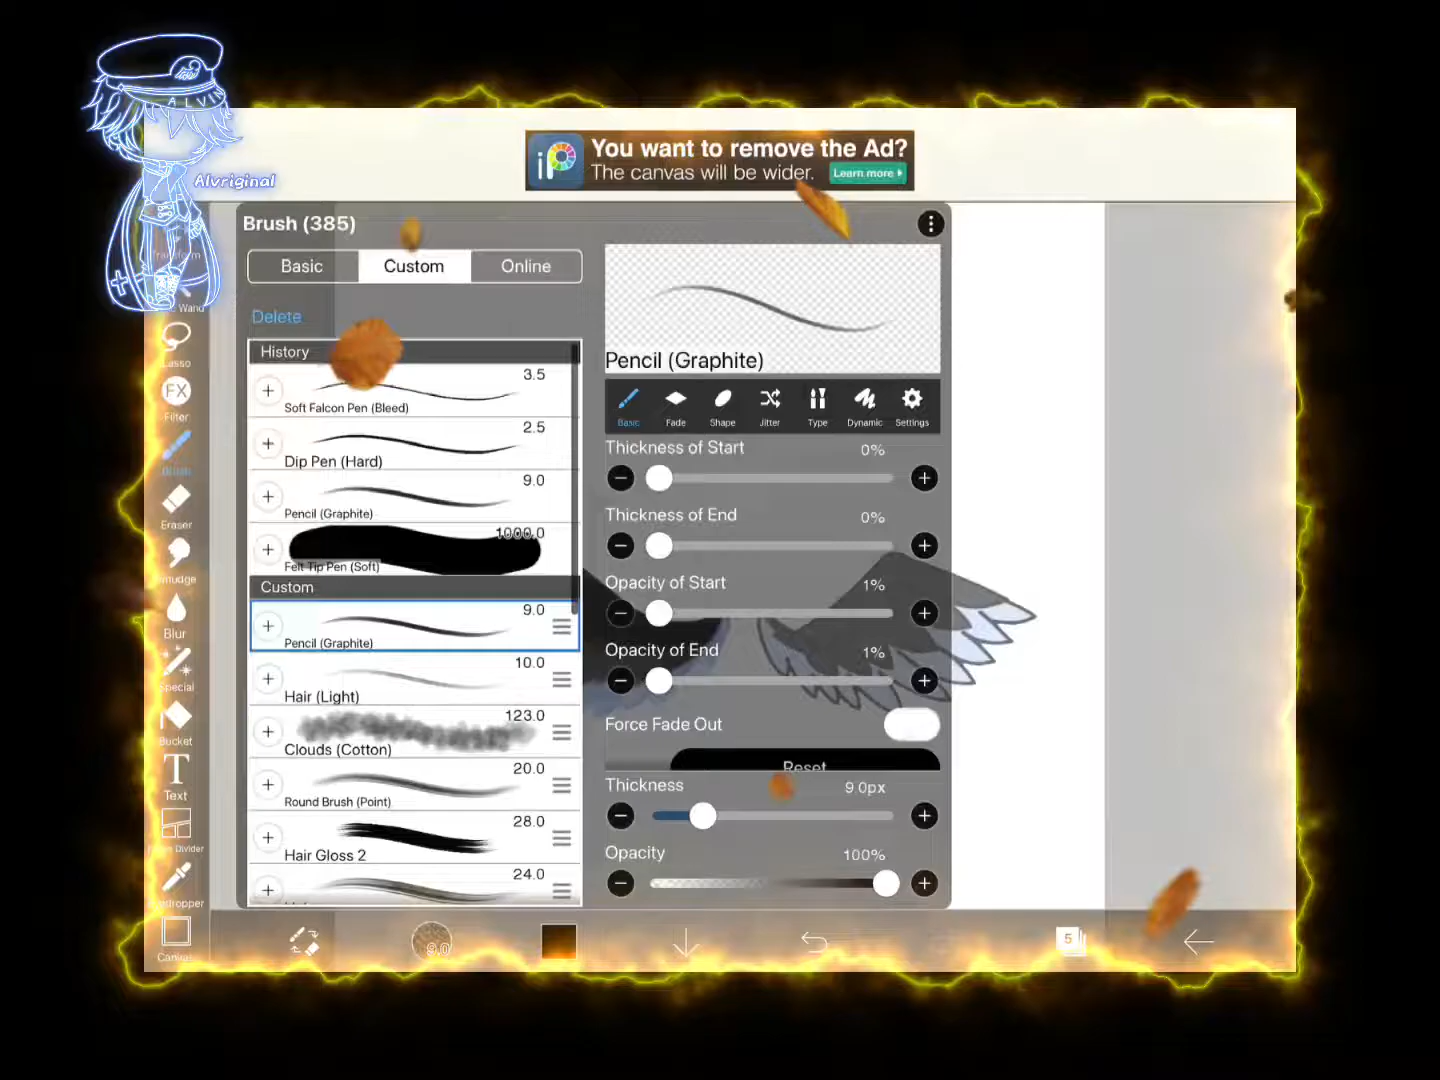 ALVIN
Alvriginal
You want to remove the Ad?
The canvas will be wider.
Learn more
Brush (385)
Basic
Custom
Online
Delete
History
3.5
Soft Falcon Pen (Bleed)
2.5
Dip Pen (Hard)
9.0
Pencil (Graphite)
1000.0
Felt Tip Pen (Soft)
Custom
9.0
Pencil (Graphite)
10.0
Hair (Light)
123.0
Clouds (Cotton)
20.0
Round Brush (Point)
28.0
Hair Gloss 2
24.0
Pencil (Graphite)
Basic
Fade
Shape
Jitter
Type
Dynamic
Settings
Thickness of Start
0%
Thickness of End
0%
Opacity of Start
1%
Opacity of End
1%
Force Fade Out
Reset
Thickness
9.0px
Opacity
100%
Wand
Lasso
FX
Filter
Brush
Eraser
Smudge
Blur
Special
Bucket
T
Text
Divider
Eyedropper
Canvas
9.0
5